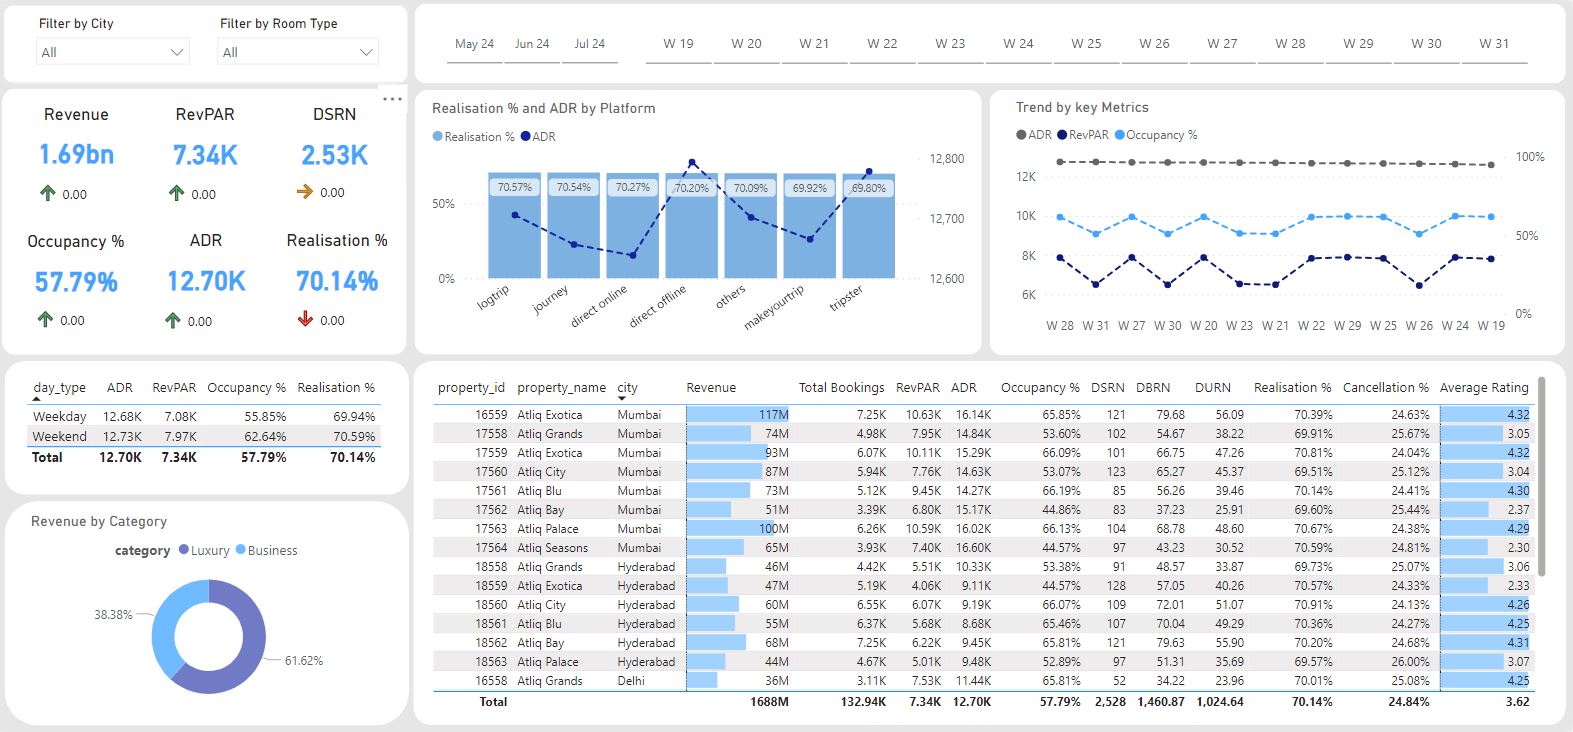 Filter by City
All
Filter by Room Type
All
May 24 Jun 24 Jul 24 W 19 W 20 W 21 W 22 W 23 W 24 W 25 W 26 W 27 W 28 W 29 W 30 W 31
Revenue RevPAR DSRN
1.69bn 7.34K 2.53K
0.00 0.00 0.00
Occupancy % ADR Realisation %
57.79% 12.70K 70.14%
0.00 0.00 0.00
Realisation % and ADR by Platform
Realisation % ADR
12,800
70.57% 70.54% 70.27% 70.20% 70.09% 69.92% 69.80%
50% 12,700
0% 12,600
logtrip journey direct online direct offline others makeyourtrip tripster
Trend by key Metrics
ADR RevPAR Occupancy %
100%
12K
10K
50%
8K
6K
0%
W 28 W 31 W 27 W 30 W 20 W 23 W 21 W 22 W 29 W 25 W 26 W 24 W 19
day_type ADR RevPAR Occupancy % Realisation %
Weekday 12.68K 7.08K 55.85% 69.94%
Weekend 12.73K 7.97K 62.64% 70.59%
Total 12.70K 7.34K 57.79% 70.14%
Revenue by Category
category Luxury Business
38.38%
61.62%
property_id property_name city Revenue Total Bookings RevPAR ADR Occupancy % DSRN DBRN DURN Realisation % Cancellation % Average Rating
16559 Atliq Exotica Mumbai 117M 7.25K 10.63K 16.14K 65.85% 121 79.68 56.09 70.39% 24.63% 4.32
17558 Atliq Grands Mumbai 74M 4.98K 7.95K 14.84K 53.60% 102 54.67 38.22 69.91% 25.67% 3.05
17559 Atliq Exotica Mumbai 93M 6.07K 10.11K 15.29K 66.09% 101 66.75 47.26 70.81% 24.04% 4.32
17560 Atliq City Mumbai 87M 5.94K 7.76K 14.63K 53.07% 123 65.27 45.37 69.51% 25.12% 3.04
17561 Atliq Blu Mumbai 73M 5.12K 9.45K 14.27K 66.19% 85 56.26 39.46 70.14% 24.41% 4.30
17562 Atliq Bay Mumbai 51M 3.39K 6.80K 15.17K 44.86% 83 37.23 25.91 69.60% 25.44% 2.37
17563 Atliq Palace Mumbai 100M 6.26K 10.59K 16.02K 66.13% 104 68.78 48.60 70.67% 24.38% 4.29
17564 Atliq Seasons Mumbai 65M 3.93K 7.40K 16.60K 44.57% 97 43.23 30.52 70.59% 24.81% 2.30
18558 Atliq Grands Hyderabad 46M 4.42K 5.51K 10.33K 53.38% 91 48.57 33.87 69.73% 25.07% 3.06
18559 Atliq Exotica Hyderabad 47M 5.19K 4.06K 9.11K 44.57% 128 57.05 40.26 70.57% 24.33% 2.33
18560 Atliq City Hyderabad 60M 6.55K 6.07K 9.19K 66.07% 109 72.01 51.07 70.91% 24.13% 4.26
18561 Atliq Blu Hyderabad 55M 6.37K 5.68K 8.68K 65.46% 107 70.04 49.29 70.36% 24.27% 4.25
18562 Atliq Bay Hyderabad 68M 7.25K 6.22K 9.45K 65.81% 121 79.63 55.90 70.20% 24.68% 4.31
18563 Atliq Palace Hyderabad 44M 4.67K 5.01K 9.48K 52.89% 97 51.31 35.69 69.57% 26.00% 3.07
16558 Atliq Grands Delhi 36M 3.11K 7.53K 11.44K 65.81% 52 34.22 23.96 70.01% 25.08% 4.25
Total 1688M 132.94K 7.34K 12.70K 57.79% 2,528 1,460.87 1,024.64 70.14% 24.84% 3.62